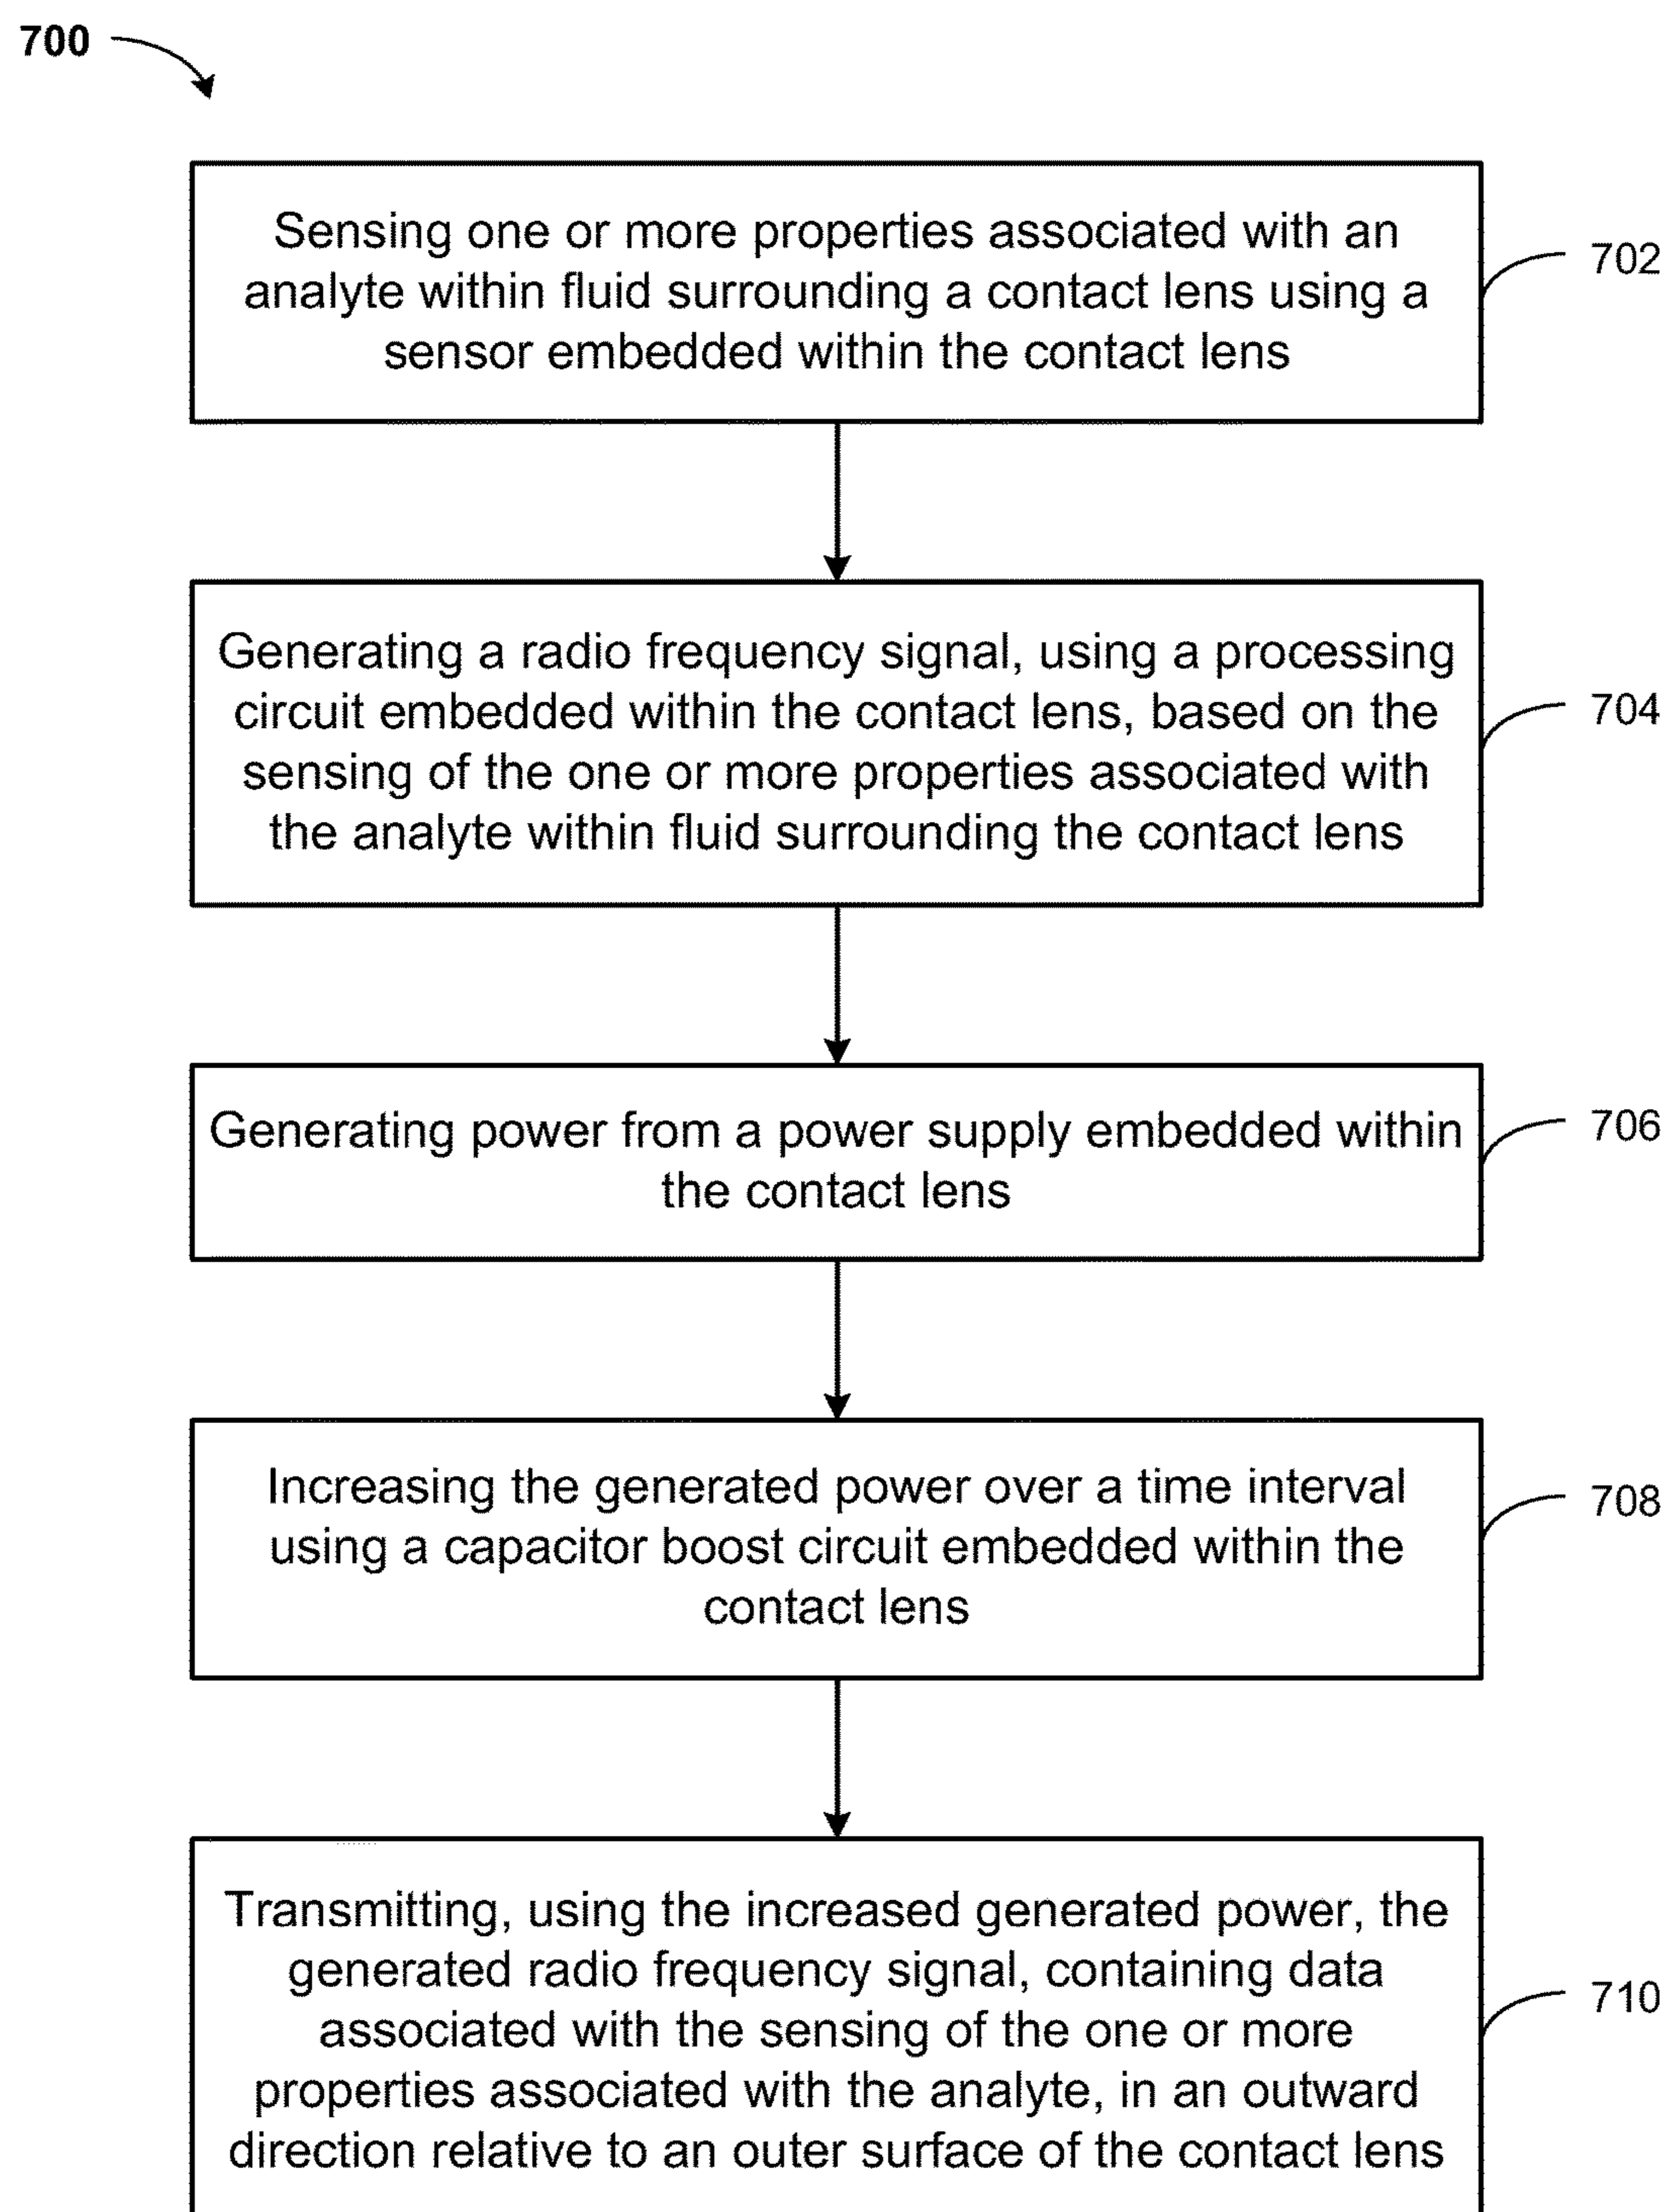 700
Sensing one or more properties associated with an
analyte within fluid surrounding a contact lens using a
sensor embedded within the contact lens
702
Generating a radio frequency signal, using a processing
circuit embedded within the contact lens, based on the
sensing of the one or more properties associated with
the analyte within fluid surrounding the contact lens
704
Generating power from a power supply embedded within
the contact lens
706
Increasing the generated power over a time interval
using a capacitor boost circuit embedded within the
contact lens
708
Transmitting, using the increased generated power, the
generated radio frequency signal, containing data
associated with the sensing of the one or more
properties associated with the analyte, in an outward
direction relative to an outer surface of the contact lens
710